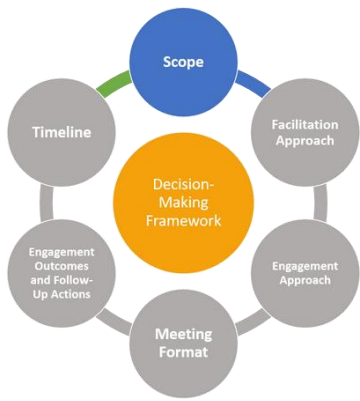 Scope
Facilitation
Approach
Engagement
Approach
Meeting
Format
Engagement
Outcomes
and Follow-
Up Actions
Timeline
Decision-
Making
Framework